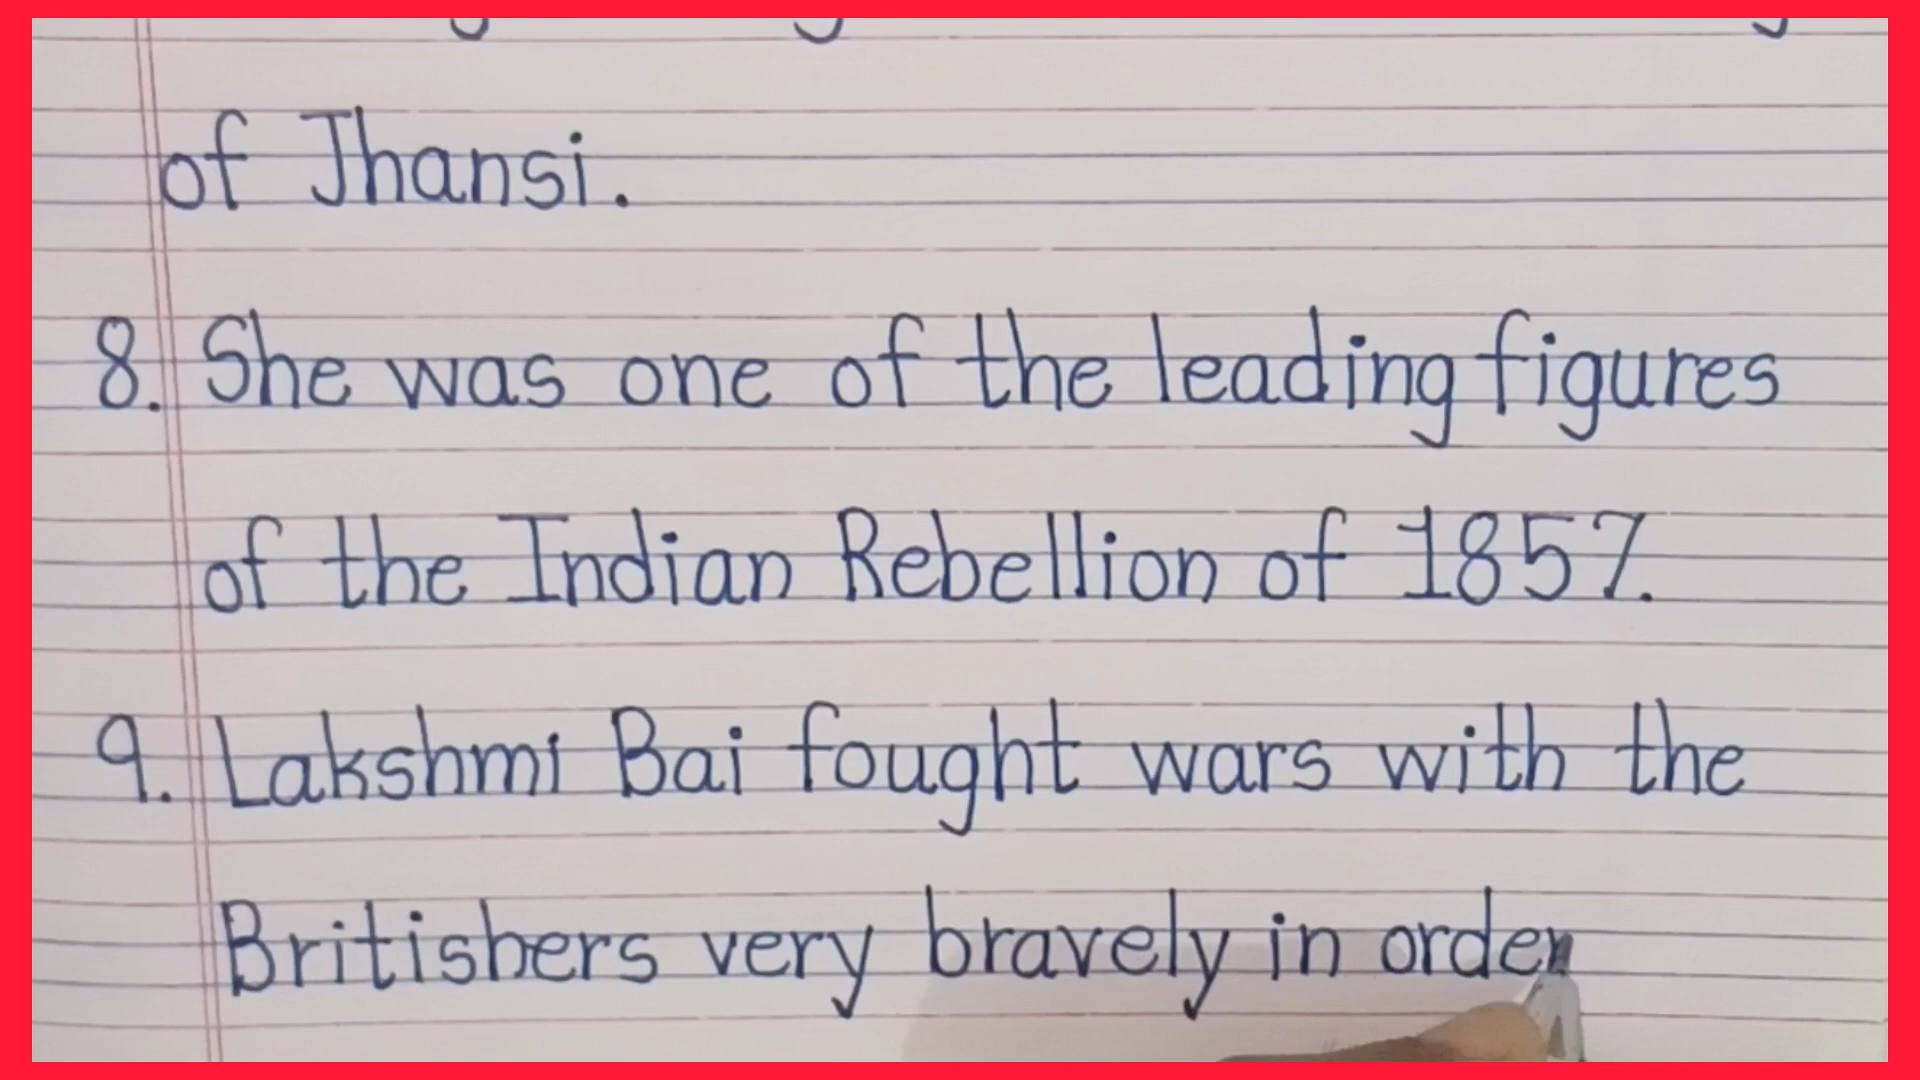 of Jhansi.
8. She was one of the leading figures
of the Indian Rebellion of 1857.
9. Lakshmi Bai fought wars with the
Britishers very bravely in order